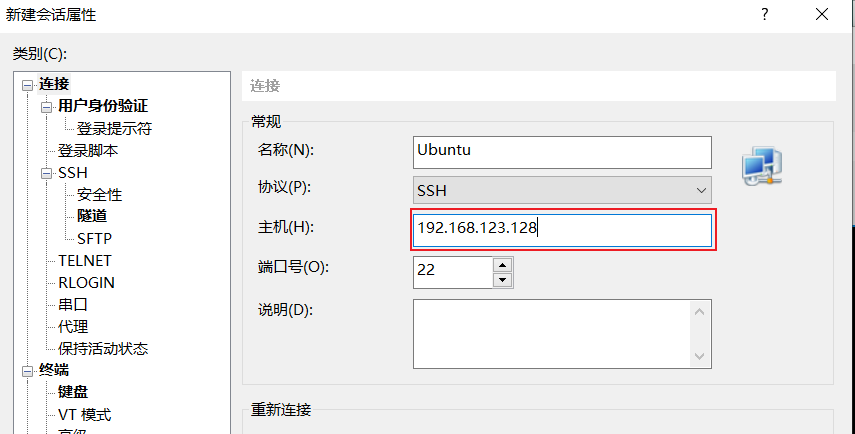 新建会话属性
?
类别(C):
连接
用户身份验证
登录提示符
登录脚本
SSH
安全性
隧道
SFTP
TELNET
RLOGIN
串口
代理
保持活动状态
终端
键盘
VT 模式
高级
连接
常规
名称(N):
Ubuntu
协议(P):
SSH
主机(H):
192.168.123.128
端口号(O):
22
说明(D):
重新连接